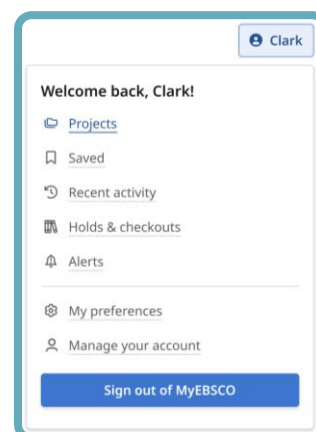 Clark
Welcome back, Clark!
Projects
Saved
Recent activity
Holds & checkouts
Alerts
My preferences
Manage your account
Sign out of MyEBSCO